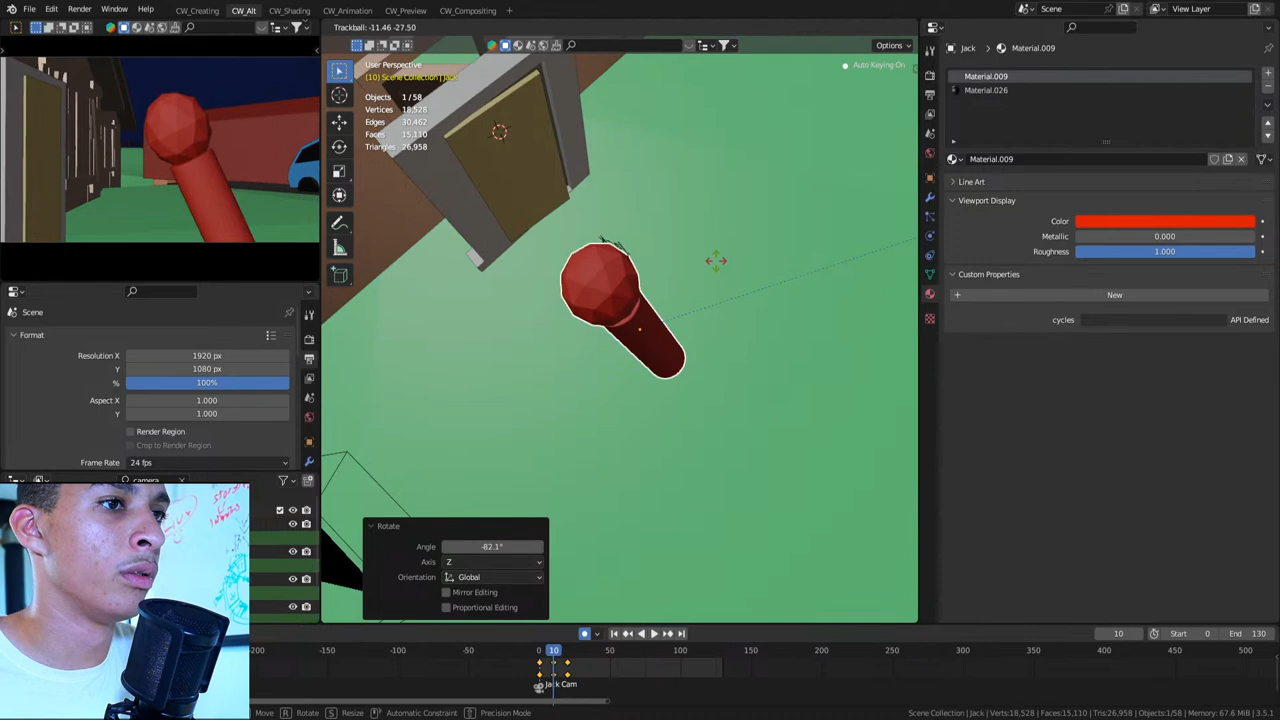 File Edit Render Window Help CW_Creating CW_Alt CW_Shading CW_Animation CW_Preview CW_Compositing + Scene View Layer
Trackball: -11.46 -27.50
Options
User Perspective
(10) Scene Collection | Jack
Auto Keying On
Objects 1/58
Vertices 18,528
Edges 30,462
Faces 15,110
Triangles 26,958
Jack > Material.009
Material.009
Material.026
Material.009
Line Art
Viewport Display
Color
Metallic 0.000
Roughness 1.000
Custom Properties
+ New
cycles API Defined
Scene
Format
Resolution X 1920 px
Y 1080 px
% 100%
Aspect X 1.000
Y 1.000
Render Region
Crop to Render Region
Frame Rate 24 fps
camera
Rotate
Angle -82.1°
Axis Z
Orientation Global
Mirror Editing
Proportional Editing
10 Start 0 End 130
-200 -150 -100 -50 0 10 50 100 150 200 250 300 350 400 450 500
Jack Cam
Move R Rotate S Resize Automatic Constraint Precision Mode
Scene Collection | Jack | Verts:18,528 | Faces:15,110 | Tris:26,958 | Objects:1/58 | Memory: 67.6 MiB | 3.5.1